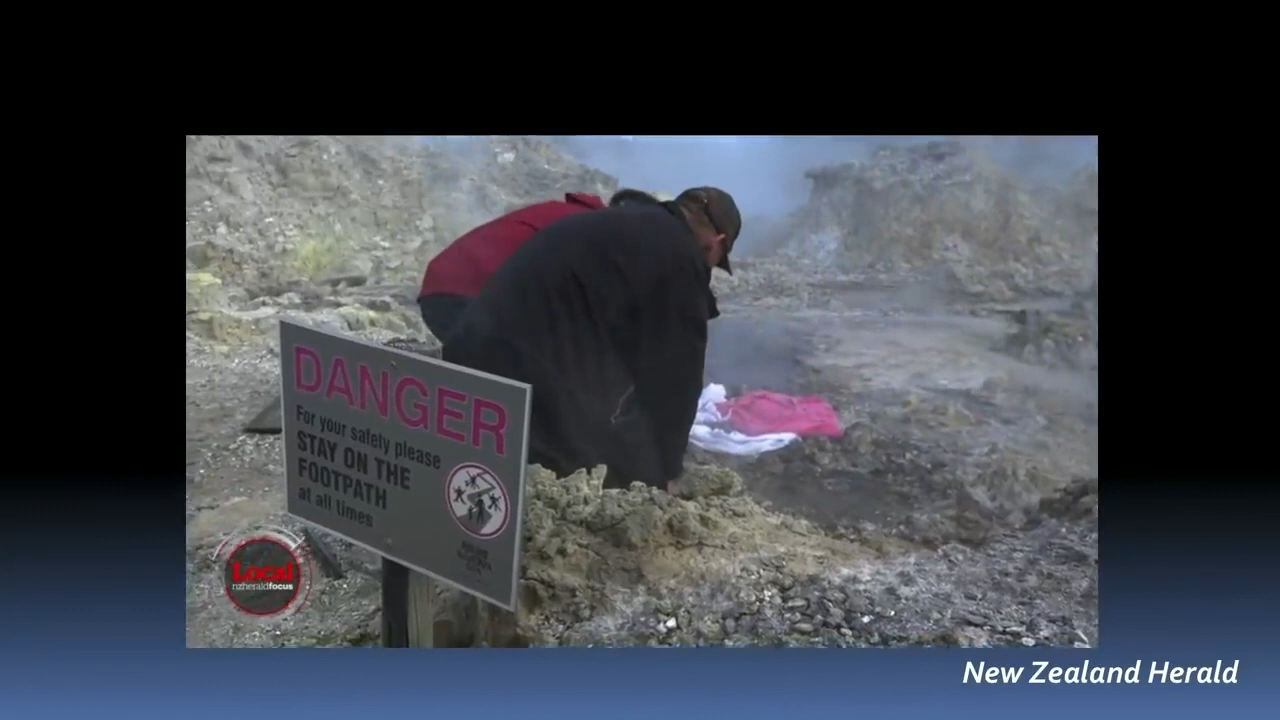 DANGER
For your safety please
STAY ON THE
FOOTPATH
at all times
Local
nzheraldfocus
New Zealand Herald